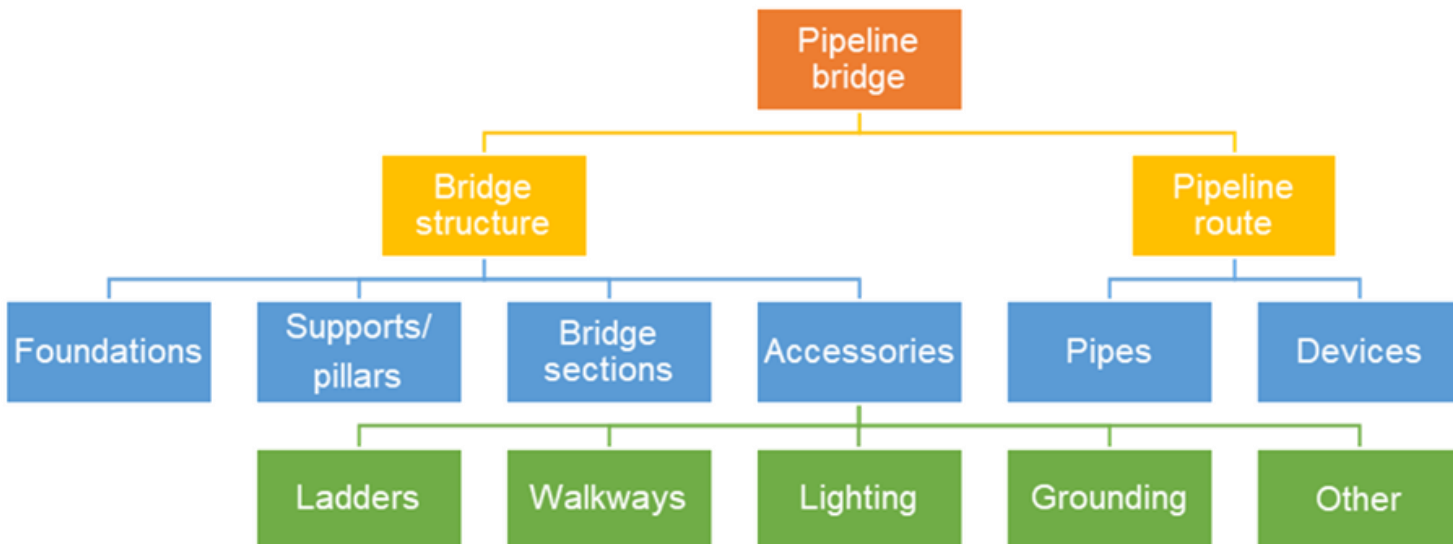 Pipeline
bridge
Bridge
structure
Pipeline
route
Foundations
Supports/
pillars
Bridge
sections
Accessories
Pipes
Devices
Ladders
Walkways
Lighting
Grounding
Other